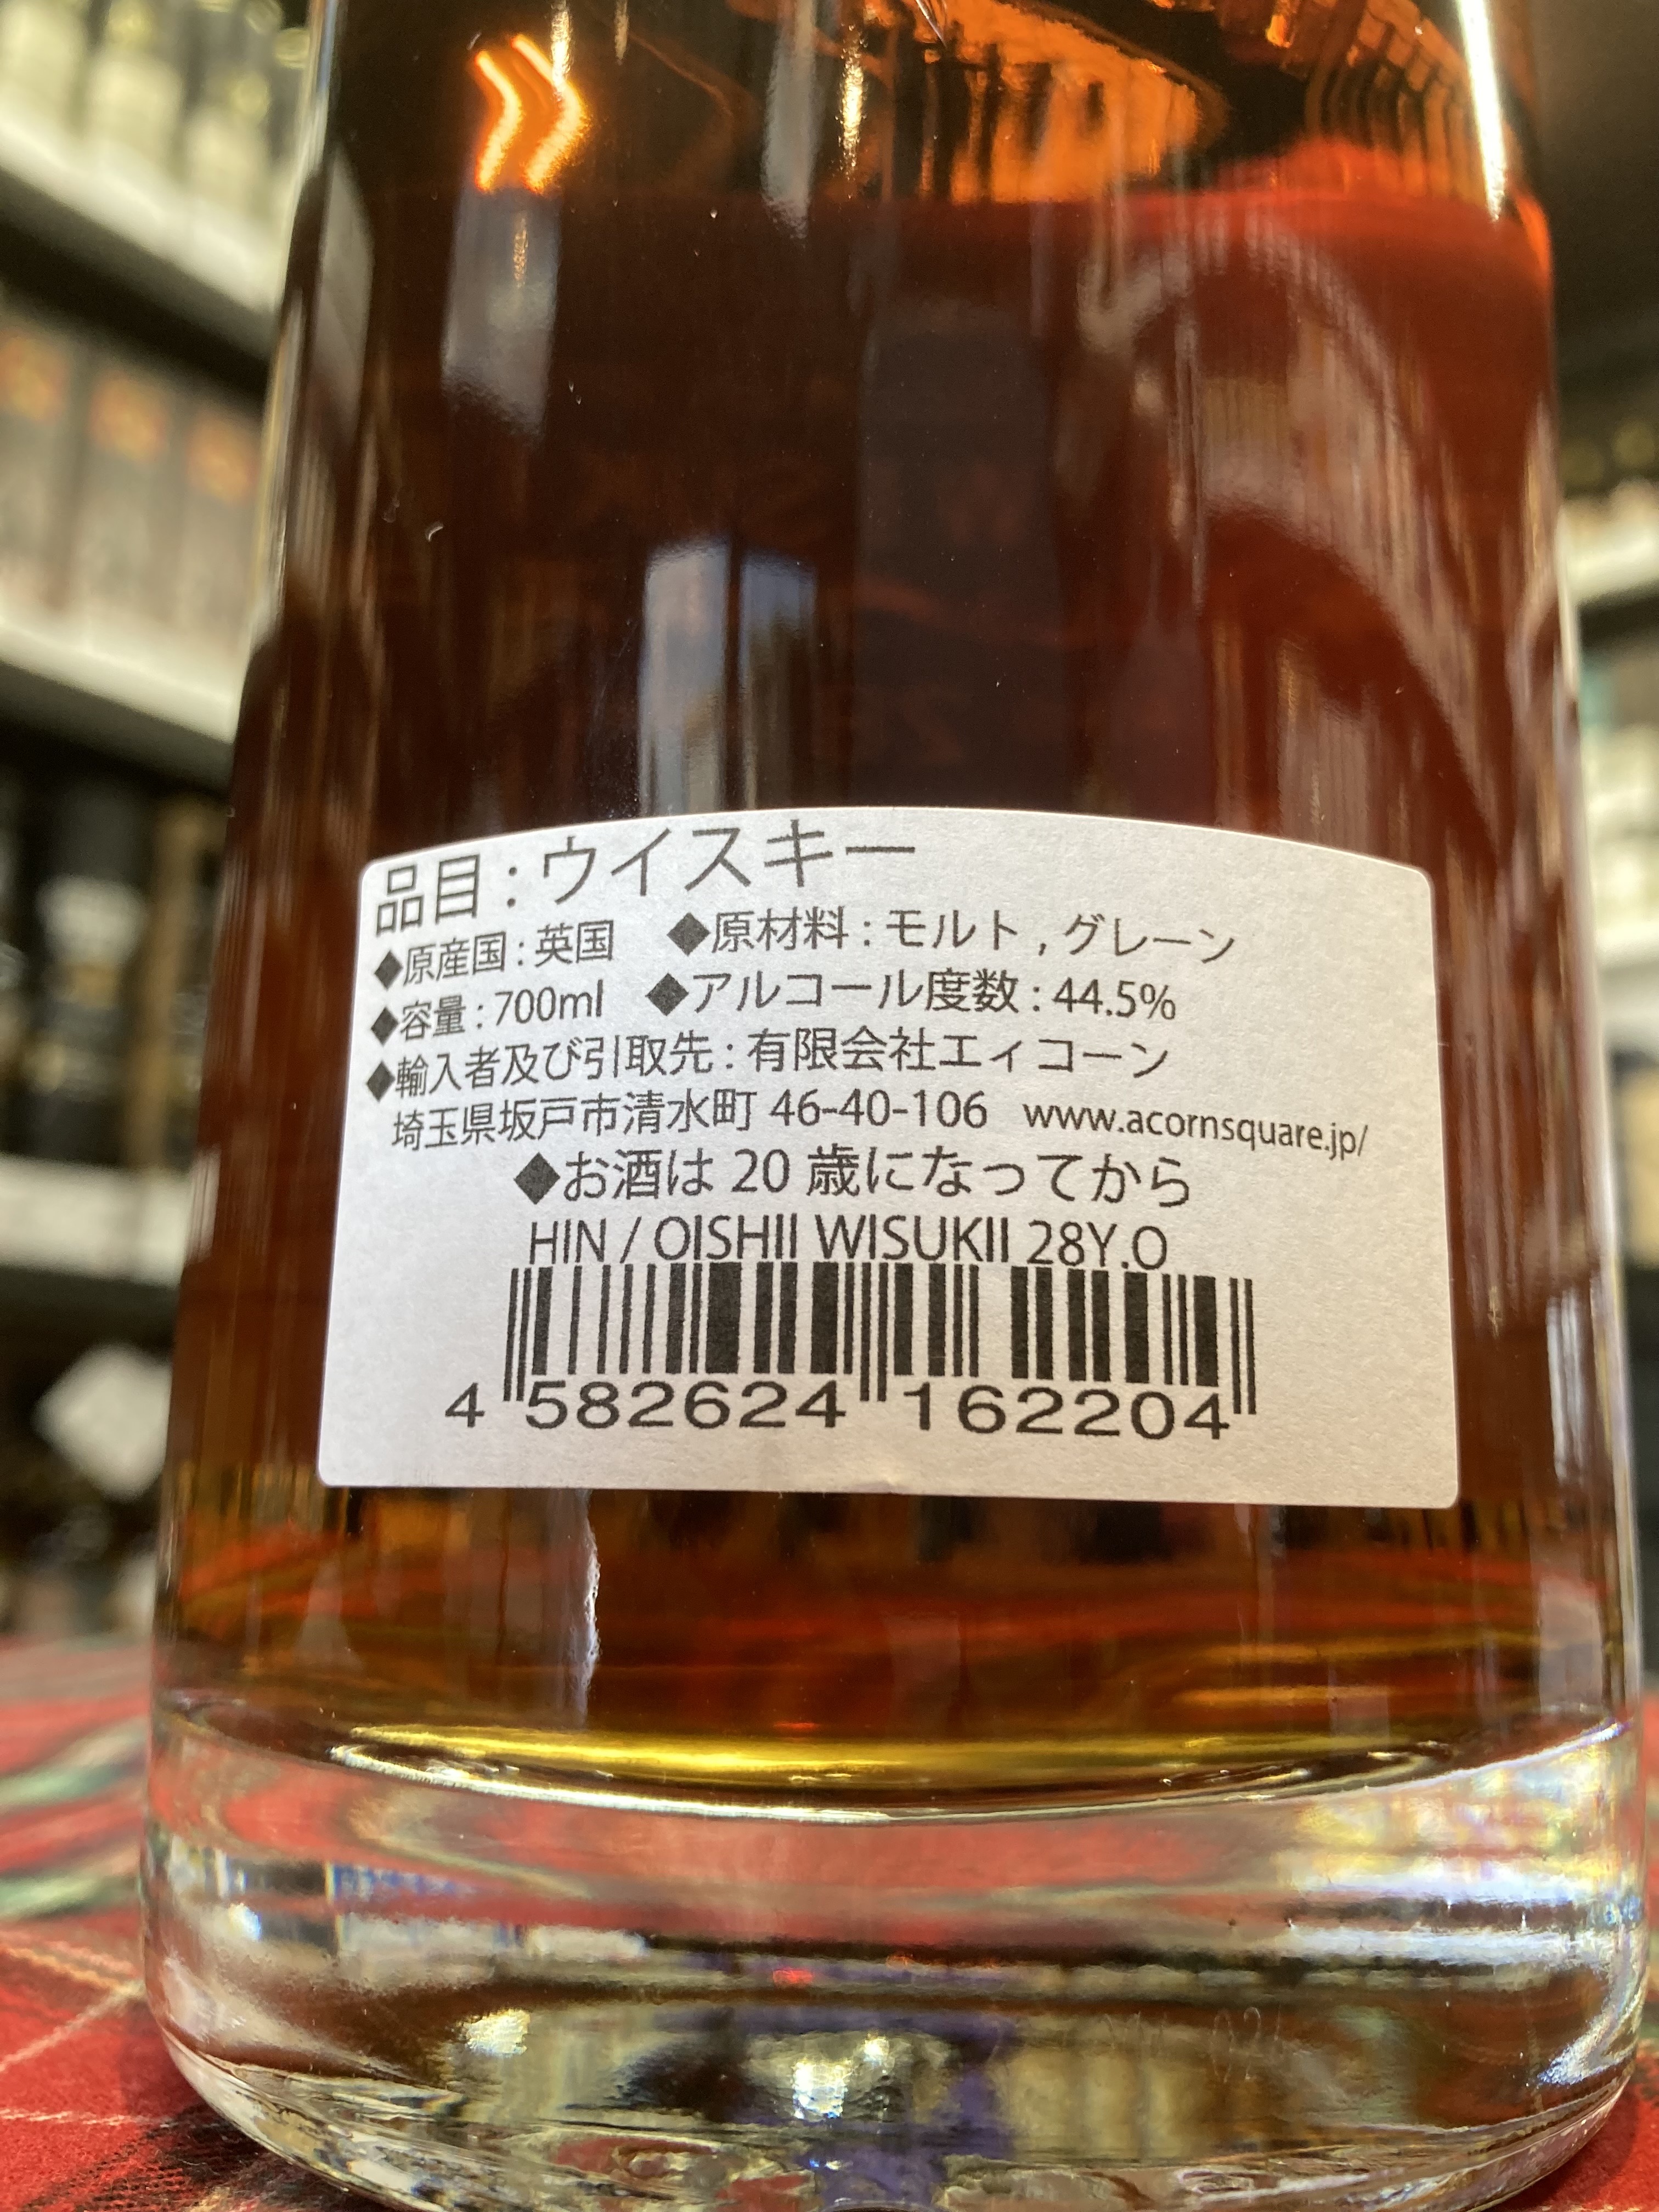 品目：ウイスキー
◆原産国：英国　◆原材料：モルト , グレーン
◆容量：700ml　◆アルコール度数：44.5%
◆輸入者及び引取先：有限会社エィコーン
埼玉県坂戸市清水町 46-40-106 www.acornsquare.jp/
◆お酒は 20 歳になってから
HIN / OISHII WISUKII 28Y.O
4 582624 162204